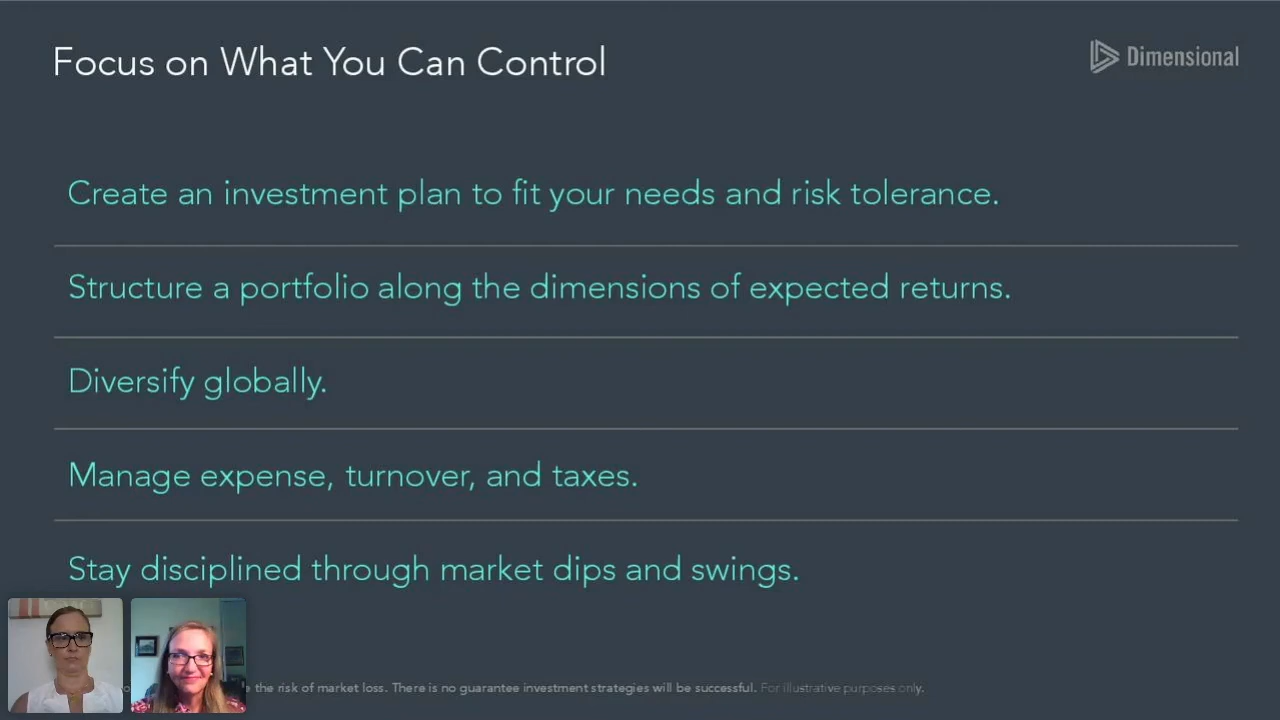 Focus on What You Can Control
Dimensional
Create an investment plan to fit your needs and risk tolerance.
Structure a portfolio along the dimensions of expected returns.
Diversify globally.
Manage expense, turnover, and taxes.
Stay disciplined through market dips and swings.
the risk of market loss. There is no guarantee investment strategies will be successful. For illustrative purposes only.